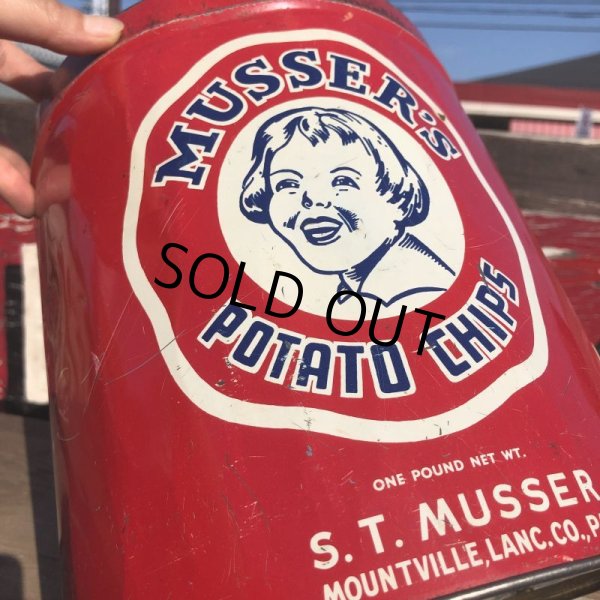 MUSSER'S
SOLD OUT
POTATO CHIPS
ONE POUND NET WT.
S. T. MUSSER
MOUNTVILLE, LANC. CO.,